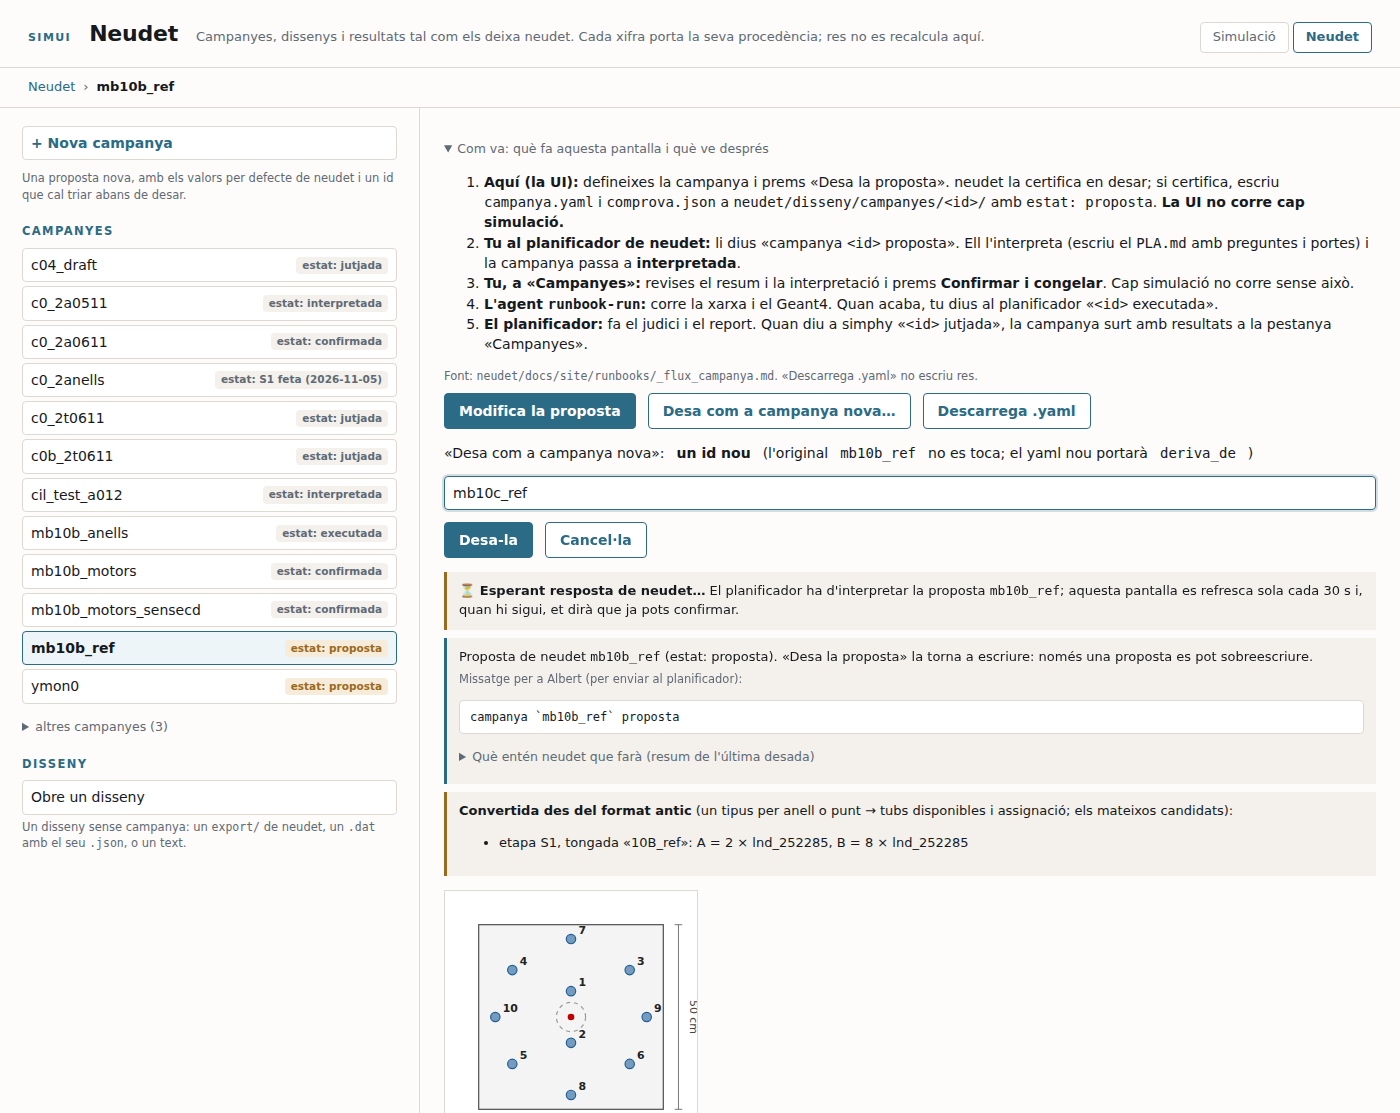 SIMUI Neudet Campanyes, dissenys i resultats tal com els deixa neudet. Cada xifra porta la seva procedència; res no es recalcula aquí. Simulació Neudet
Neudet › mb10b_ref
+ Nova campanya
Una proposta nova, amb els valors per defecte de neudet i un id
que cal triar abans de desar.
CAMPANYES
c04_draft estat: jutjada
c0_2a0511 estat: interpretada
c0_2a0611 estat: confirmada
c0_2anells estat: S1 feta (2026-11-05)
c0_2t0611 estat: jutjada
c0b_2t0611 estat: jutjada
cil_test_a012 estat: interpretada
mb10b_anells estat: executada
mb10b_motors estat: confirmada
mb10b_motors_sensecd estat: confirmada
mb10b_ref estat: proposta
ymon0 estat: proposta
▶ altres campanyes (3)
DISSENY
Obre un disseny
Un disseny sense campanya: un export/ de neudet, un .dat
amb el seu .json, o un text.
▼ Com va: què fa aquesta pantalla i què ve després
1. Aquí (la UI): defineixes la campanya i prems «Desa la proposta». neudet la certifica en desar; si certifica, escriu
campanya.yaml i comprova.json a neudet/disseny/campanyes/<id>/ amb estat: proposta. La UI no corre cap
simulació.
2. Tu al planificador de neudet: li dius «campanya <id> proposta». Ell l'interpreta (escriu el PLA.md amb preguntes i portes) i
la campanya passa a interpretada.
3. Tu, a «Campanyes»: revises el resum i la interpretació i prems Confirmar i congelar. Cap simulació no corre sense això.
4. L'agent runbook-run: corre la xarxa i el Geant4. Quan acaba, tu dius al planificador «<id> executada».
5. El planificador: fa el judici i el report. Quan diu a simphy «<id> jutjada», la campanya surt amb resultats a la pestanya
«Campanyes».
Font: neudet/docs/site/runbooks/_flux_campanya.md. «Descarrega .yaml» no escriu res.
Modifica la proposta Desa com a campanya nova… Descarrega .yaml
«Desa com a campanya nova»: un id nou (l'original mb10b_ref no es toca; el yaml nou portarà deriva_de )
mb10c_ref
Desa-la Cancel·la
⏳ Esperant resposta de neudet… El planificador ha d'interpretar la proposta mb10b_ref; aquesta pantalla es refresca sola cada 30 s i,
quan hi sigui, et dirà que ja pots confirmar.
Proposta de neudet mb10b_ref (estat: proposta). «Desa la proposta» la torna a escriure: només una proposta es pot sobreescriure.
Missatge per a Albert (per enviar al planificador):
campanya `mb10b_ref` proposta
▶ Què entén neudet que farà (resum de l'última desada)
Convertida des del format antic (un tipus per anell o punt → tubs disponibles i assignació; els mateixos candidats):
• etapa S1, tongada «10B_ref»: A = 2 × lnd_252285, B = 8 × lnd_252285
7
4 3
1
10 9
2
5 6
8
50 cm